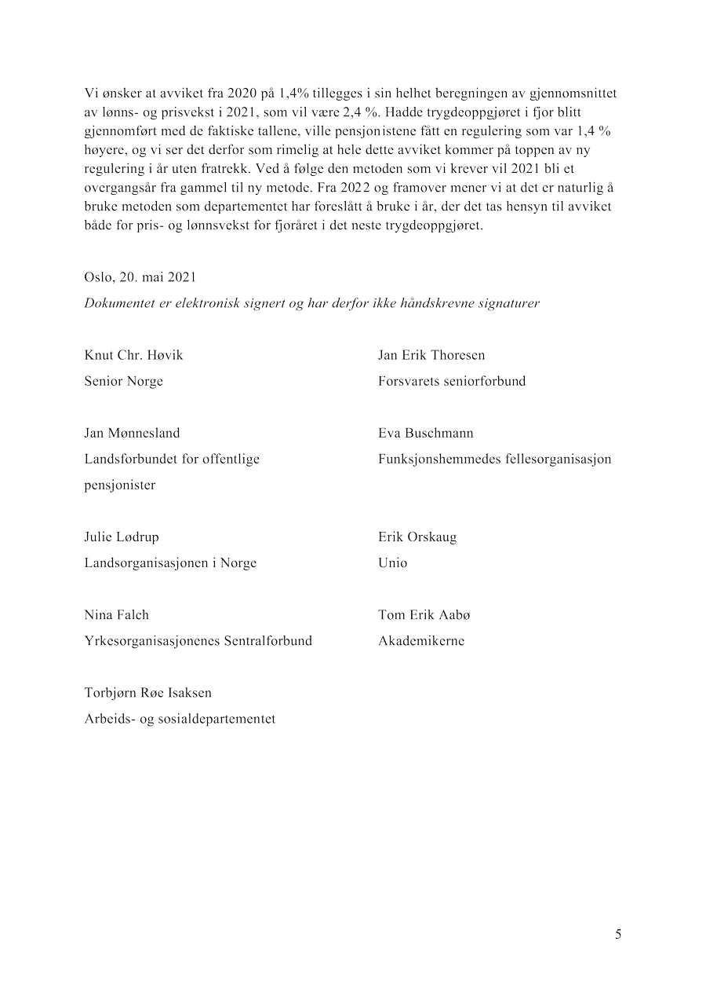 Vi ønsker at avviket fra 2020 på 1,4% tillegges i sin helhet beregningen av gjennomsnittet
av lønns- og prisvekst i 2021, som vil være 2,4 %. Hadde trygdeoppgjøret i fjor blitt
gjennomført med de faktiske tallene, ville pensjonistene fått en regulering som var 1,4 %
høyere, og vi ser det derfor som rimelig at hele dette avviket kommer på toppen av ny
regulering i år uten fratrekk. Ved å følge den metoden som vi krever vil 2021 bli et
overgangsår fra gammel til ny metode. Fra 2022 og framover mener vi at det er naturlig å
bruke metoden som departementet har foreslått å bruke i år, der det tas hensyn til avviket
både for pris- og lønnsvekst for fjoråret i det neste trygdeoppgjøret.
Oslo, 20. mai 2021
Dokumentet er elektronisk signert og har derfor ikke håndskrevne signaturer
Knut Chr. Høvik
Senior Norge
Jan Erik Thoresen
Forsvarets seniorforbund
Jan Mønnesland
Landsforbundet for offentlige
pensjonister
Eva Buschmann
Funksjonshemmedes fellesorganisasjon
Julie Lødrup
Landsorganisasjonen i Norge
Erik Orskaug
Unio
Nina Falch
Yrkesorganisasjonenes Sentralforbund
Tom Erik Aabø
Akademikerne
Torbjørn Røe Isaksen
Arbeids- og sosialdepartementet
5